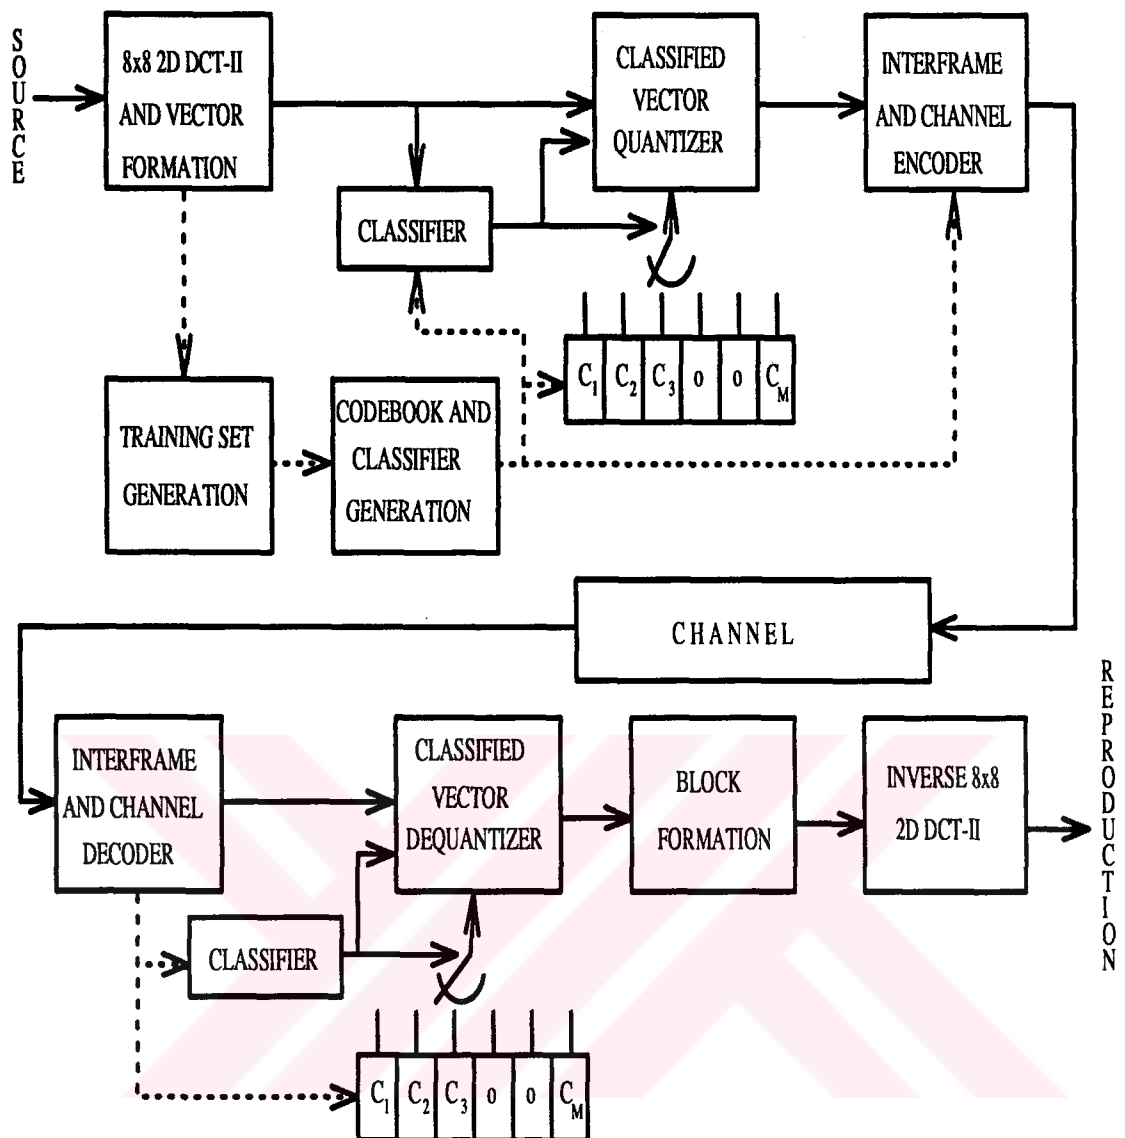 SOURCE
8x8 2D DCT-II
AND VECTOR
FORMATION
CLASSIFIED
VECTOR
QUANTIZER
INTERFRAME
AND CHANNEL
ENCODER
CLASSIFIER
C1 C2 C3 0 0 CM
TRAINING SET
GENERATION
CODEBOOK AND
CLASSIFIER
GENERATION
CHANNEL
REPRODUCTION
INTERFRAME
AND CHANNEL
DECODER
CLASSIFIED
VECTOR
DEQUANTIZER
BLOCK
FORMATION
INVERSE 8x8
2D DCT-II
CLASSIFIER
C1 C2 C3 0 0 CM